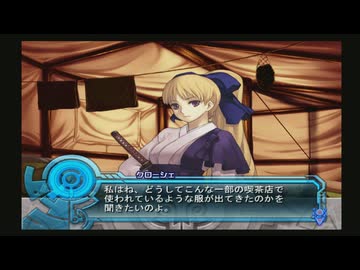 クローシェ
私はね、どうしてこんな一部の喫茶店で
使われているような服が出てきたのかを
聞きたいのよ。